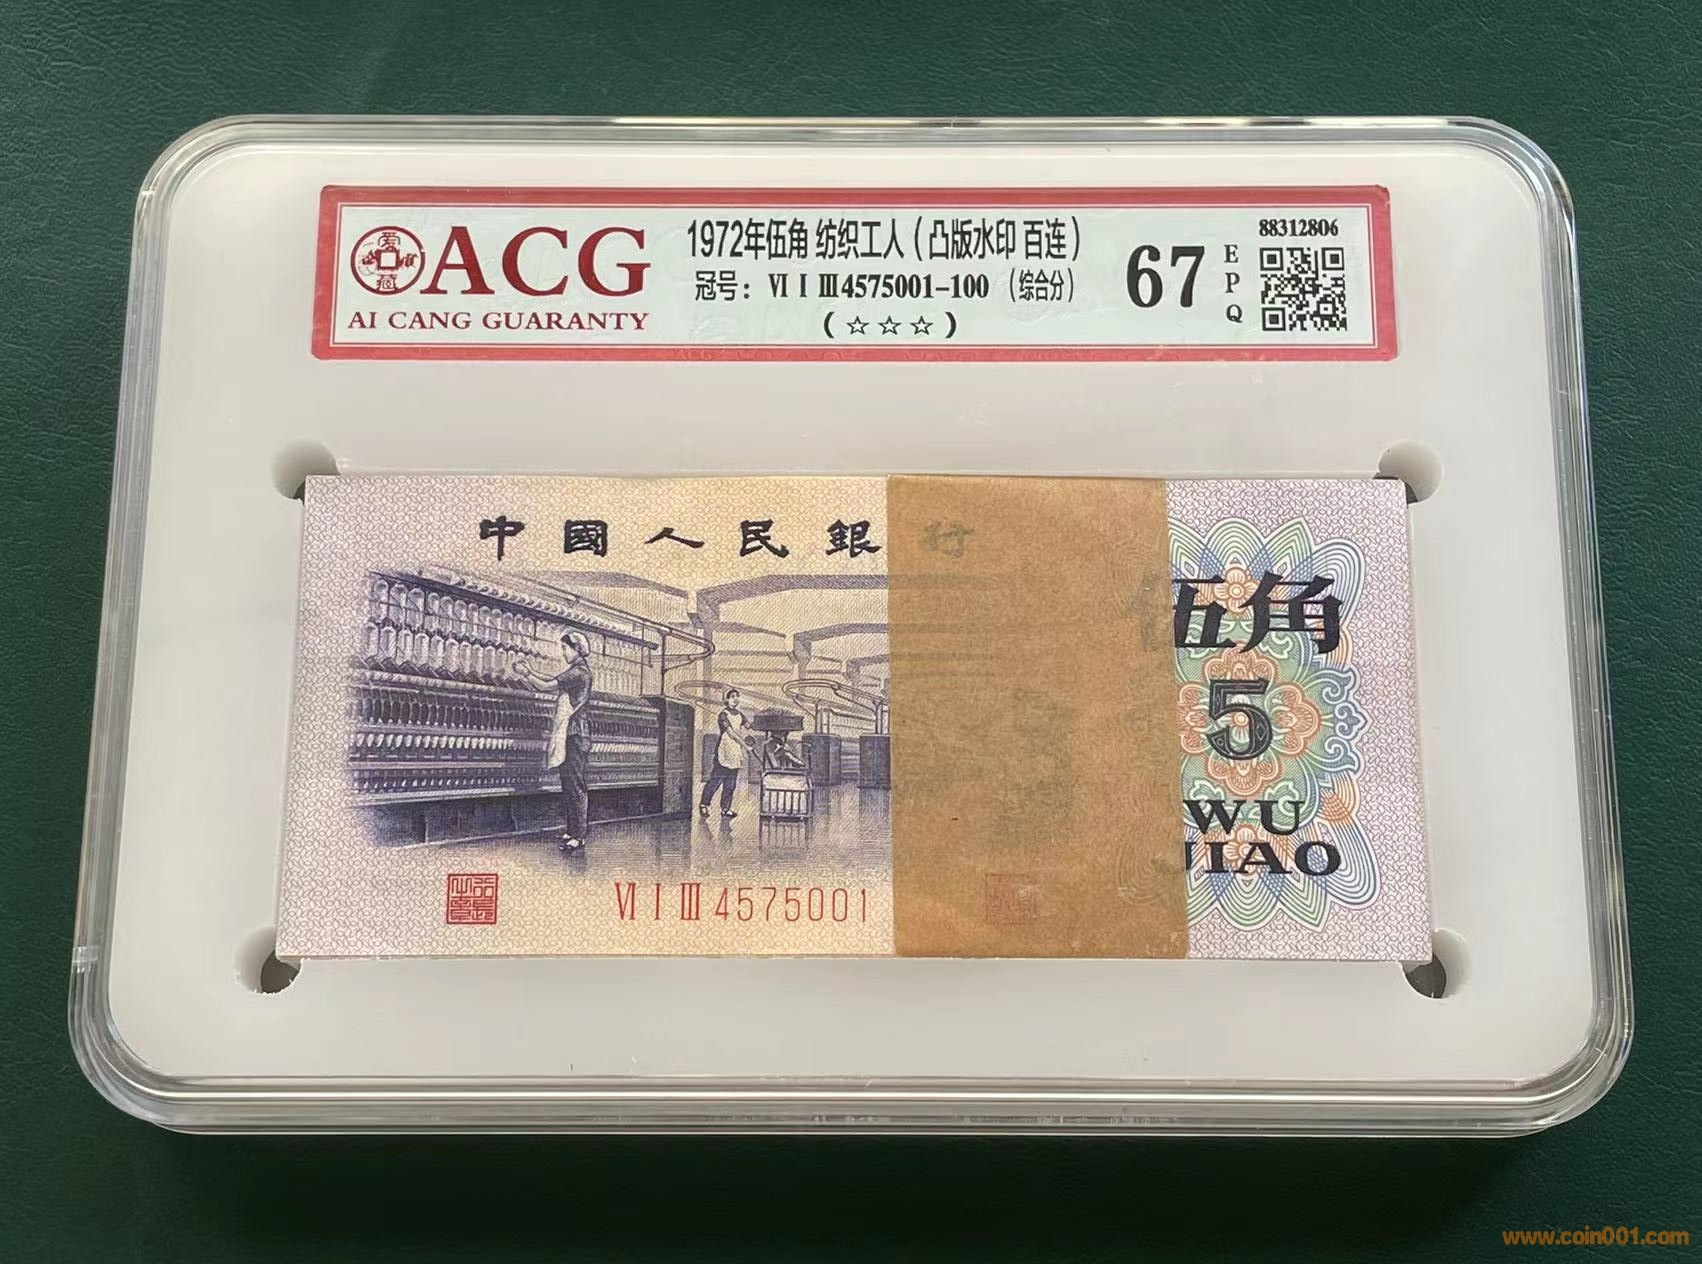 ACG
AI CANG GUARANTY
1972年伍角 纺织工人（凸版水印 百连）
冠号：Ⅵ Ⅰ Ⅲ4575001-100 （综合分）
（☆☆☆）
67
EPQ
88312806
中國人民銀行
伍角
5
WU
JIAO
Ⅵ Ⅰ Ⅲ 4575001
www.coin001.com